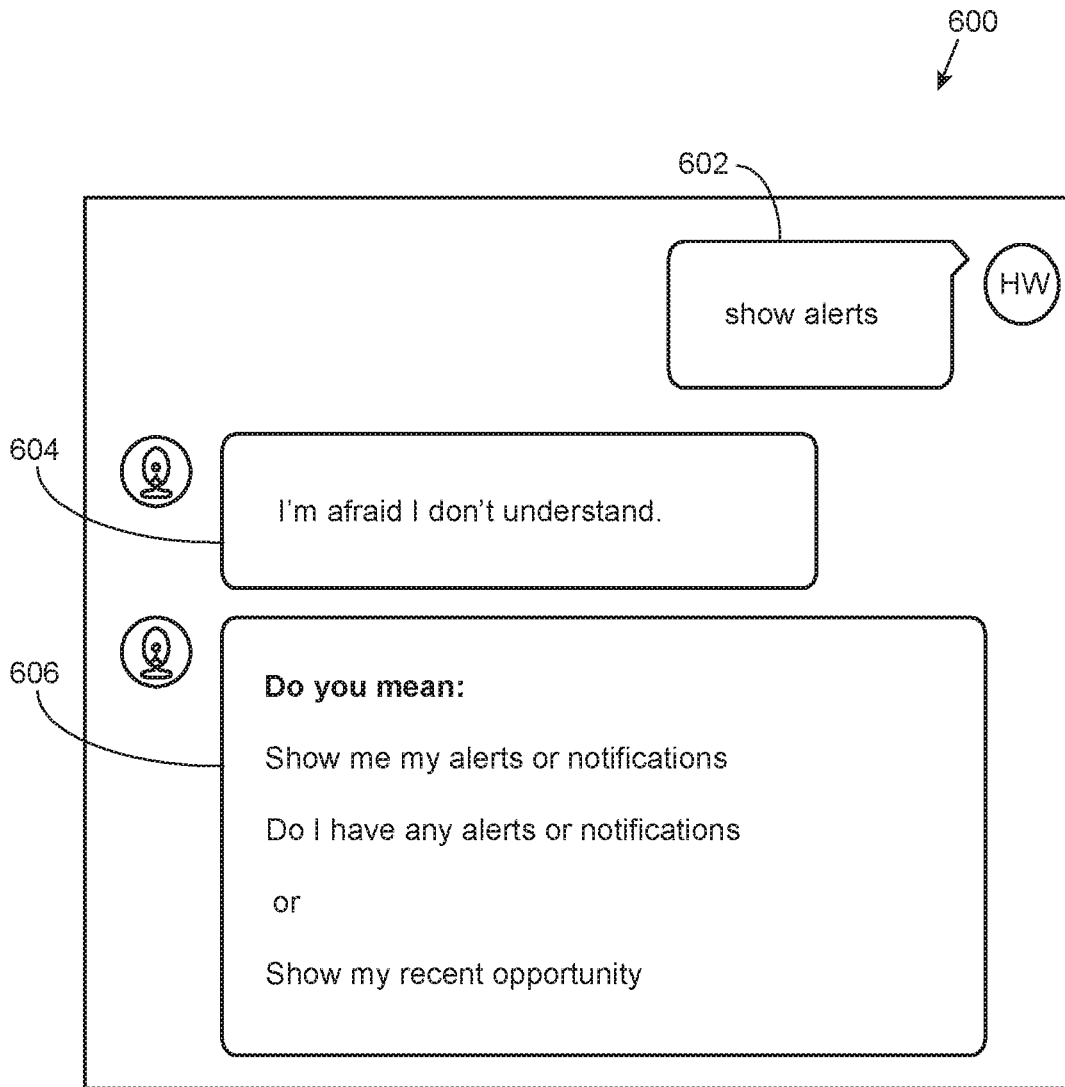 600
602
HW
show alerts
604
I'm afraid I don't understand.
606
Do you mean:
Show me my alerts or notifications
Do I have any alerts or notifications
or
Show my recent opportunity